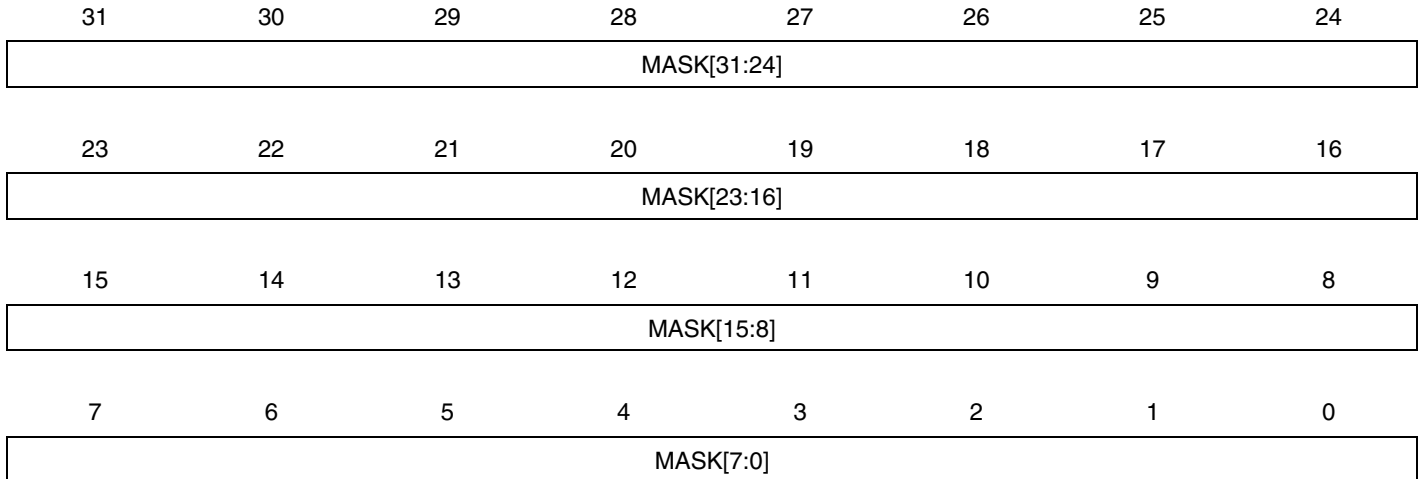 31 30 29 28 27 26 25 24
MASK[31:24]
23 22 21 20 19 18 17 16
MASK[23:16]
15 14 13 12 11 10 9 8
MASK[15:8]
7 6 5 4 3 2 1 0
MASK[7:0]